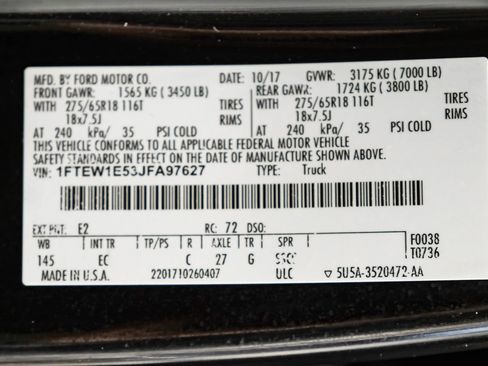 MFD. BY FORD MOTOR CO. DATE: 10/17 GVWR: 3175 KG ( 7000 LB)
FRONT GAWR: 1565 KG ( 3450 LB) REAR GAWR: 1724 KG ( 3800 LB)
WITH 275/65R18 116T TIRES WITH 275/65R18 116T TIRES
18x7.5J RIMS 18x7.5J RIMS
AT 240 kPa/ 35 PSI COLD AT 240 kPa/ 35 PSI COLD
THIS VEHICLE CONFORMS TO ALL APPLICABLE FEDERAL MOTOR VEHICLE
SAFETY STANDARDS IN EFFECT ON THE DATE OF MANUFACTURE SHOWN ABOVE.
VIN: 1FTEW1E53JFA97627 TYPE: Truck
EXT PNT: E2 RC: 72 DSO:
WB INT TR TP/PS R AXLE TR SPR F0038
145 EC C 27 G T0736
MADE IN U.S.A. 2201710260407 ULC ▽ 5U5A-3520472-AA